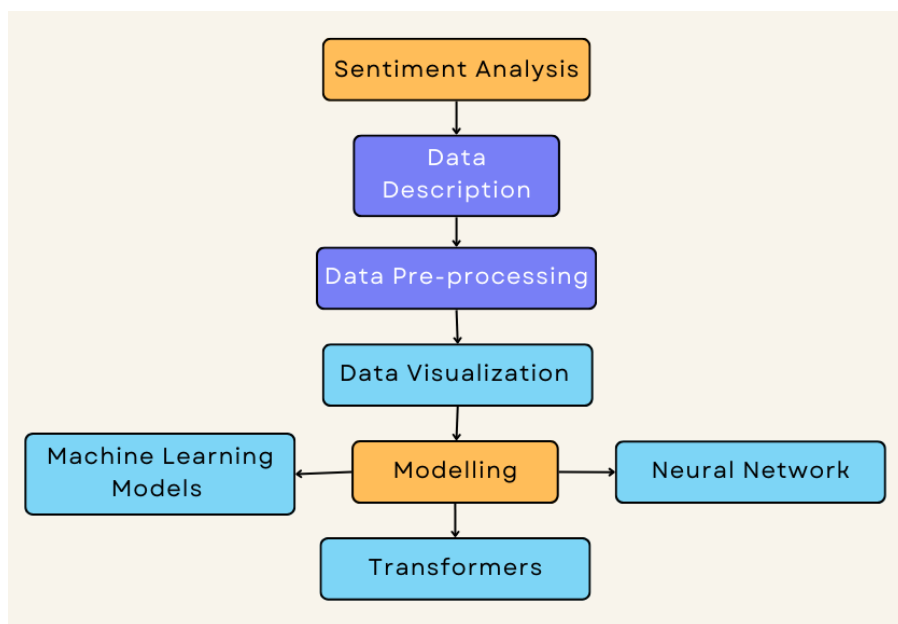 Sentiment Analysis
Data
Description
Data Pre-processing
Data Visualization
Machine Learning
Models
Modelling
Neural Network
Transformers